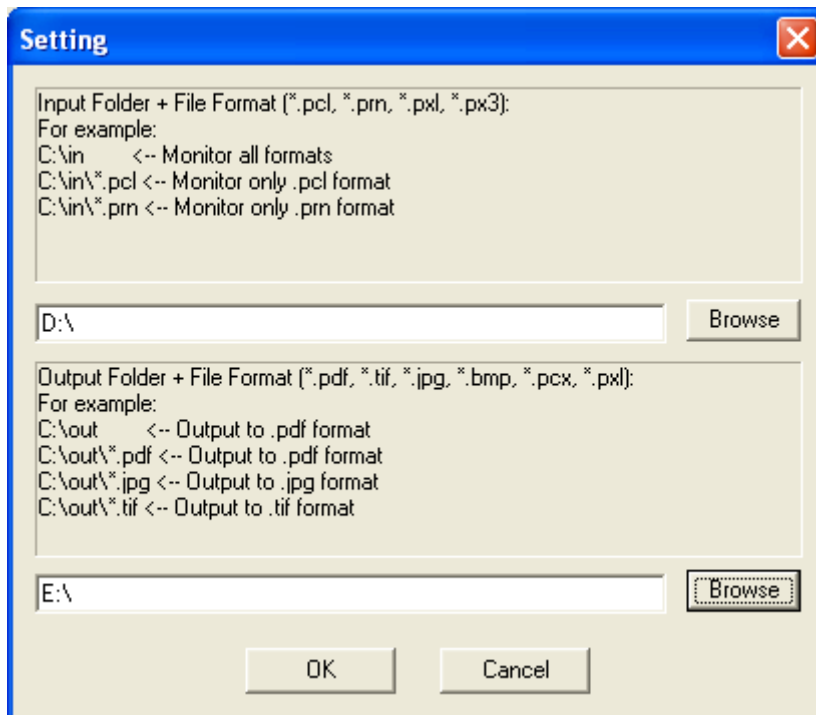 Setting
Input Folder + File Format (*.pcl, *.prn, *.pxl, *.px3):
For example:
C:\in <-- Monitor all formats
C:\in\*.pcl <-- Monitor only .pcl format
C:\in\*.prn <-- Monitor only .prn format
D:\
Browse
Output Folder + File Format (*.pdf, *.tif, *.jpg, *.bmp, *.pcx, *.pxl):
For example:
C:\out <-- Output to .pdf format
C:\out\*.pdf <-- Output to .pdf format
C:\out\*.jpg <-- Output to .jpg format
C:\out\*.tif <-- Output to .tif format
E:\
Browse
OK
Cancel